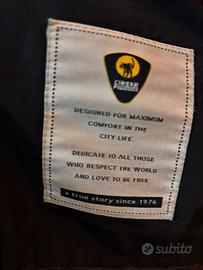 CIESSE
PIUMINI
DESIGNED FOR MAXIMUM
COMFORT IN THE
CITY LIFE.
DEDICATE TO ALL THOSE
WHO RESPECT THE WORLD
AND LOVE TO BE FREE
a true story since 1976
subito